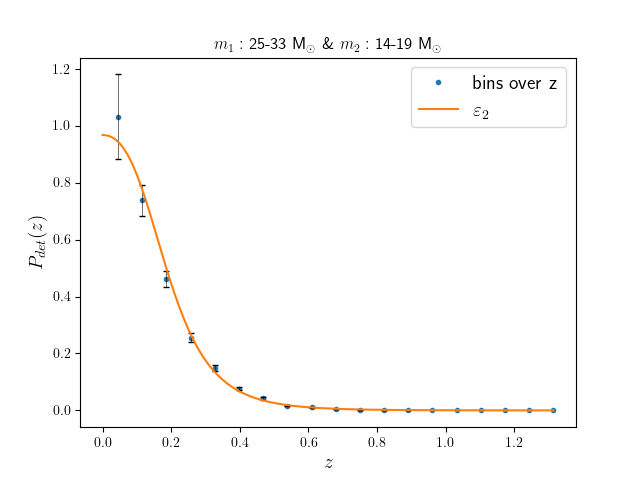 m₁ : 25-33 M☉ & m₂ : 14-19 M☉
bins over z
ε₂
P_det(z)
1.2
1.0
0.8
0.6
0.4
0.2
0.0
0.0 0.2 0.4 0.6 0.8 1.0 1.2
z